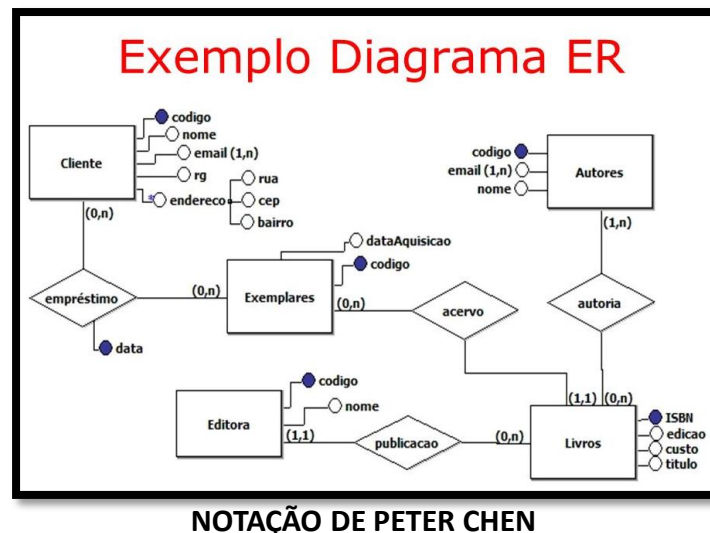 Exemplo Diagrama ER
codigo
nome
Cliente
email (1,n)
rg
*endereco
rua
cep
bairro
(0,n)
codigo
email (1,n)
nome
Autores
(1,n)
dataAquisicao
codigo
empréstimo
(0,n)
Exemplares
(0,n)
acervo
autoria
data
codigo
nome
Editora
(1,1)
publicacao
(0,n)
(1,1)
(0,n)
Livros
ISBN
edicao
custo
titulo
NOTAÇÃO DE PETER CHEN